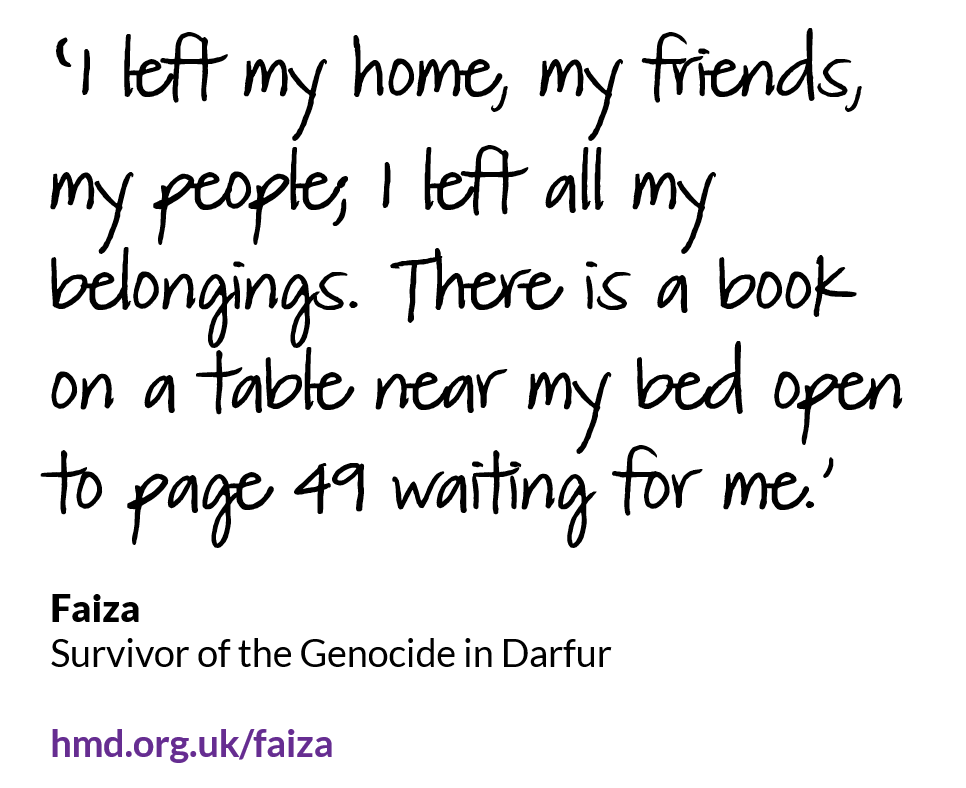 ‘I left my home, my friends,
my people; I left all my
belongings. There is a book
on a table near my bed open
to page 49 waiting for me.’
Faiza
Survivor of the Genocide in Darfur
hmd.org.uk/faiza